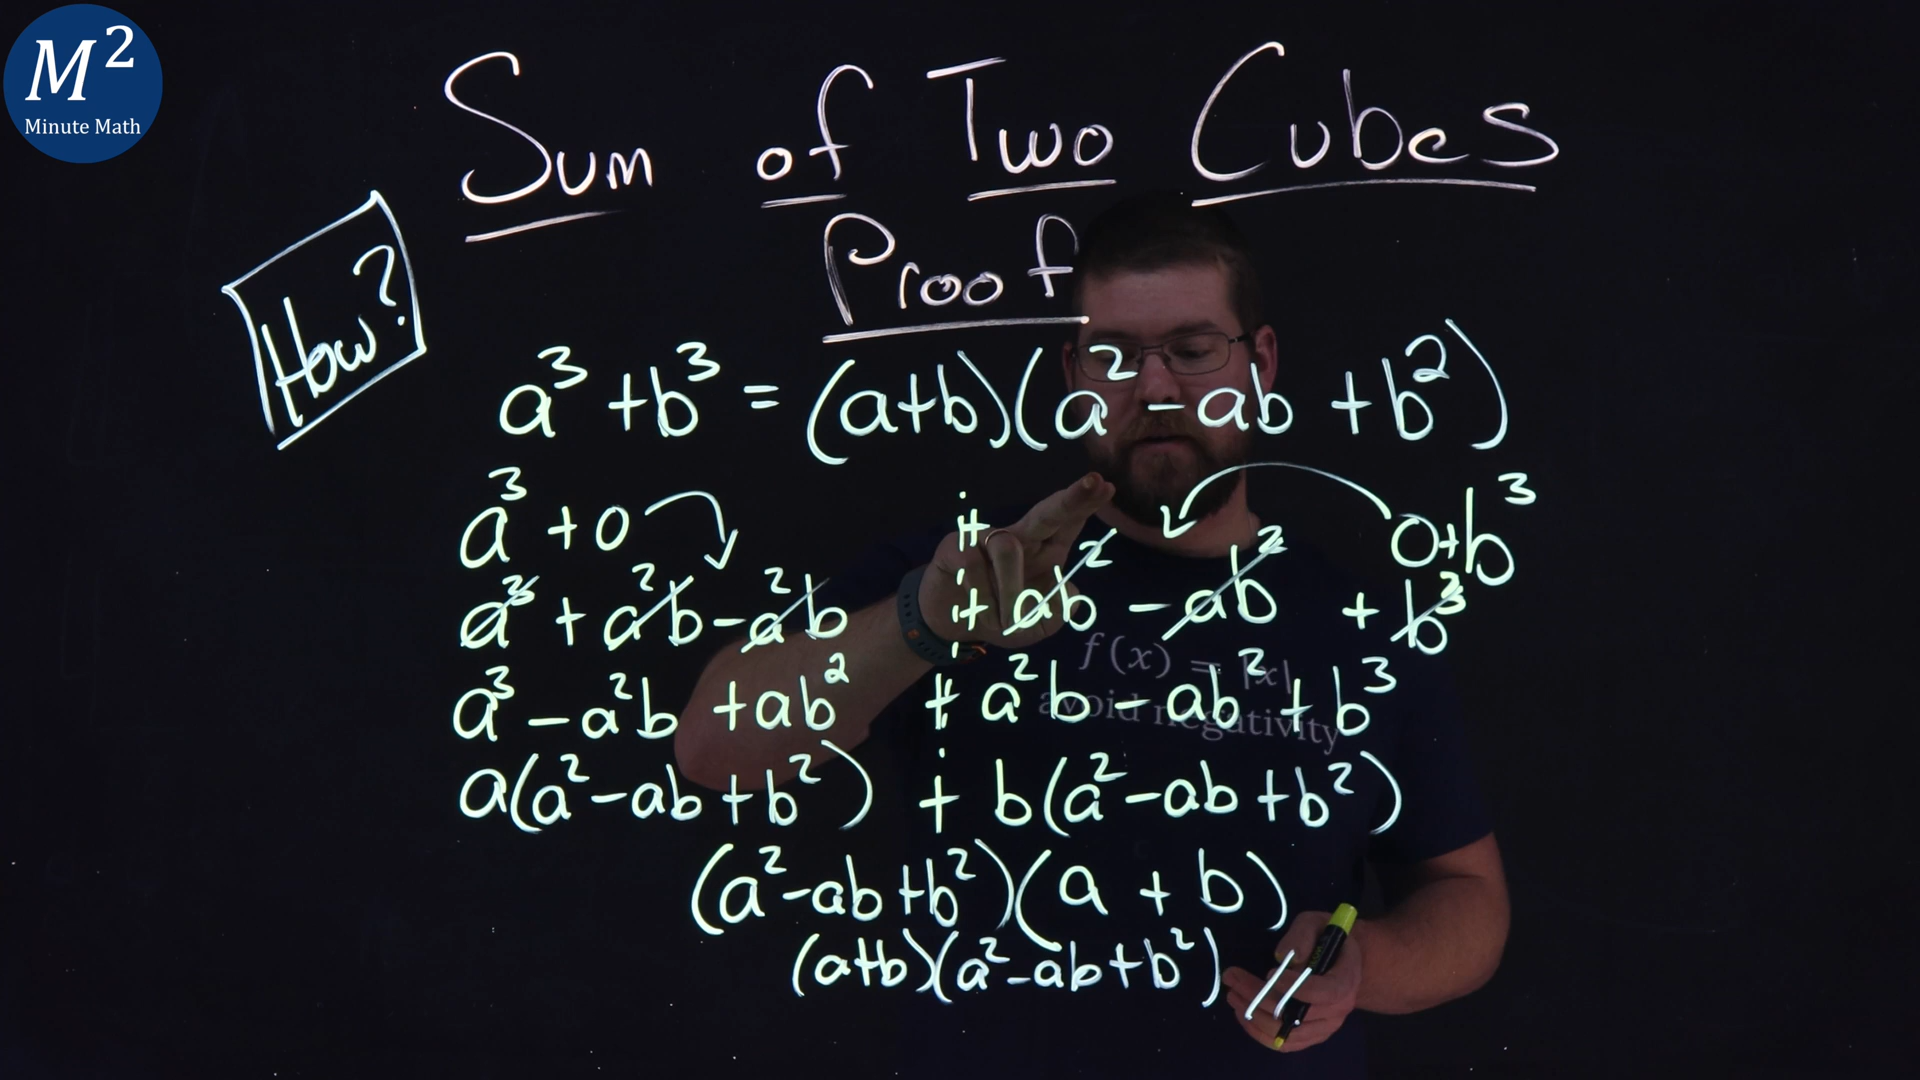 M²
Minute Math
Sum of Two Cubes
Proof
How?
a³ + b³ = (a+b)(a² - ab + b²)
a³ + 0 + 0 + b³
a³ + a²b - a²b + ab² - ab² + b³
a³ - a²b + ab² + a²b - ab² + b³
f(x) = |x|
avoid negativity
a(a² - ab + b²) + b(a² - ab + b²)
(a² - ab + b²)(a + b)
(a+b)(a² - ab + b²) //